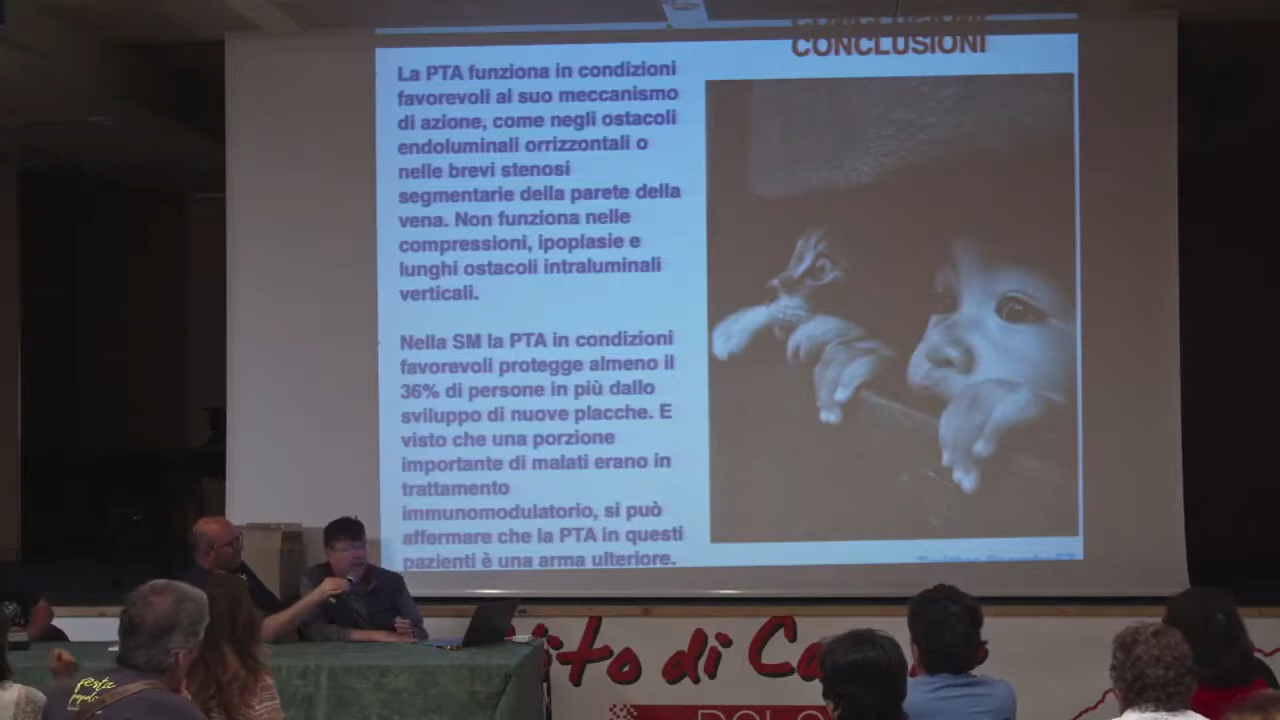 CONCLUSIONI
La PTA funziona in condizioni
favorevoli al suo meccanismo
di azione, come negli ostacoli
endoluminali orrizzontali o
nelle brevi stenosi
segmentarie della parete della
vena. Non funziona nelle
compressioni, ipoplasie e
lunghi ostacoli intraluminali
verticali.
Nella SM la PTA in condizioni
favorevoli protegge almeno il
36% di persone in più dallo
sviluppo di nuove placche. E
visto che una porzione
importante di malati erano in
trattamento
immunomodulatorio, si può
affermare che la PTA in questi
pazienti è una arma ulteriore.
di
festa